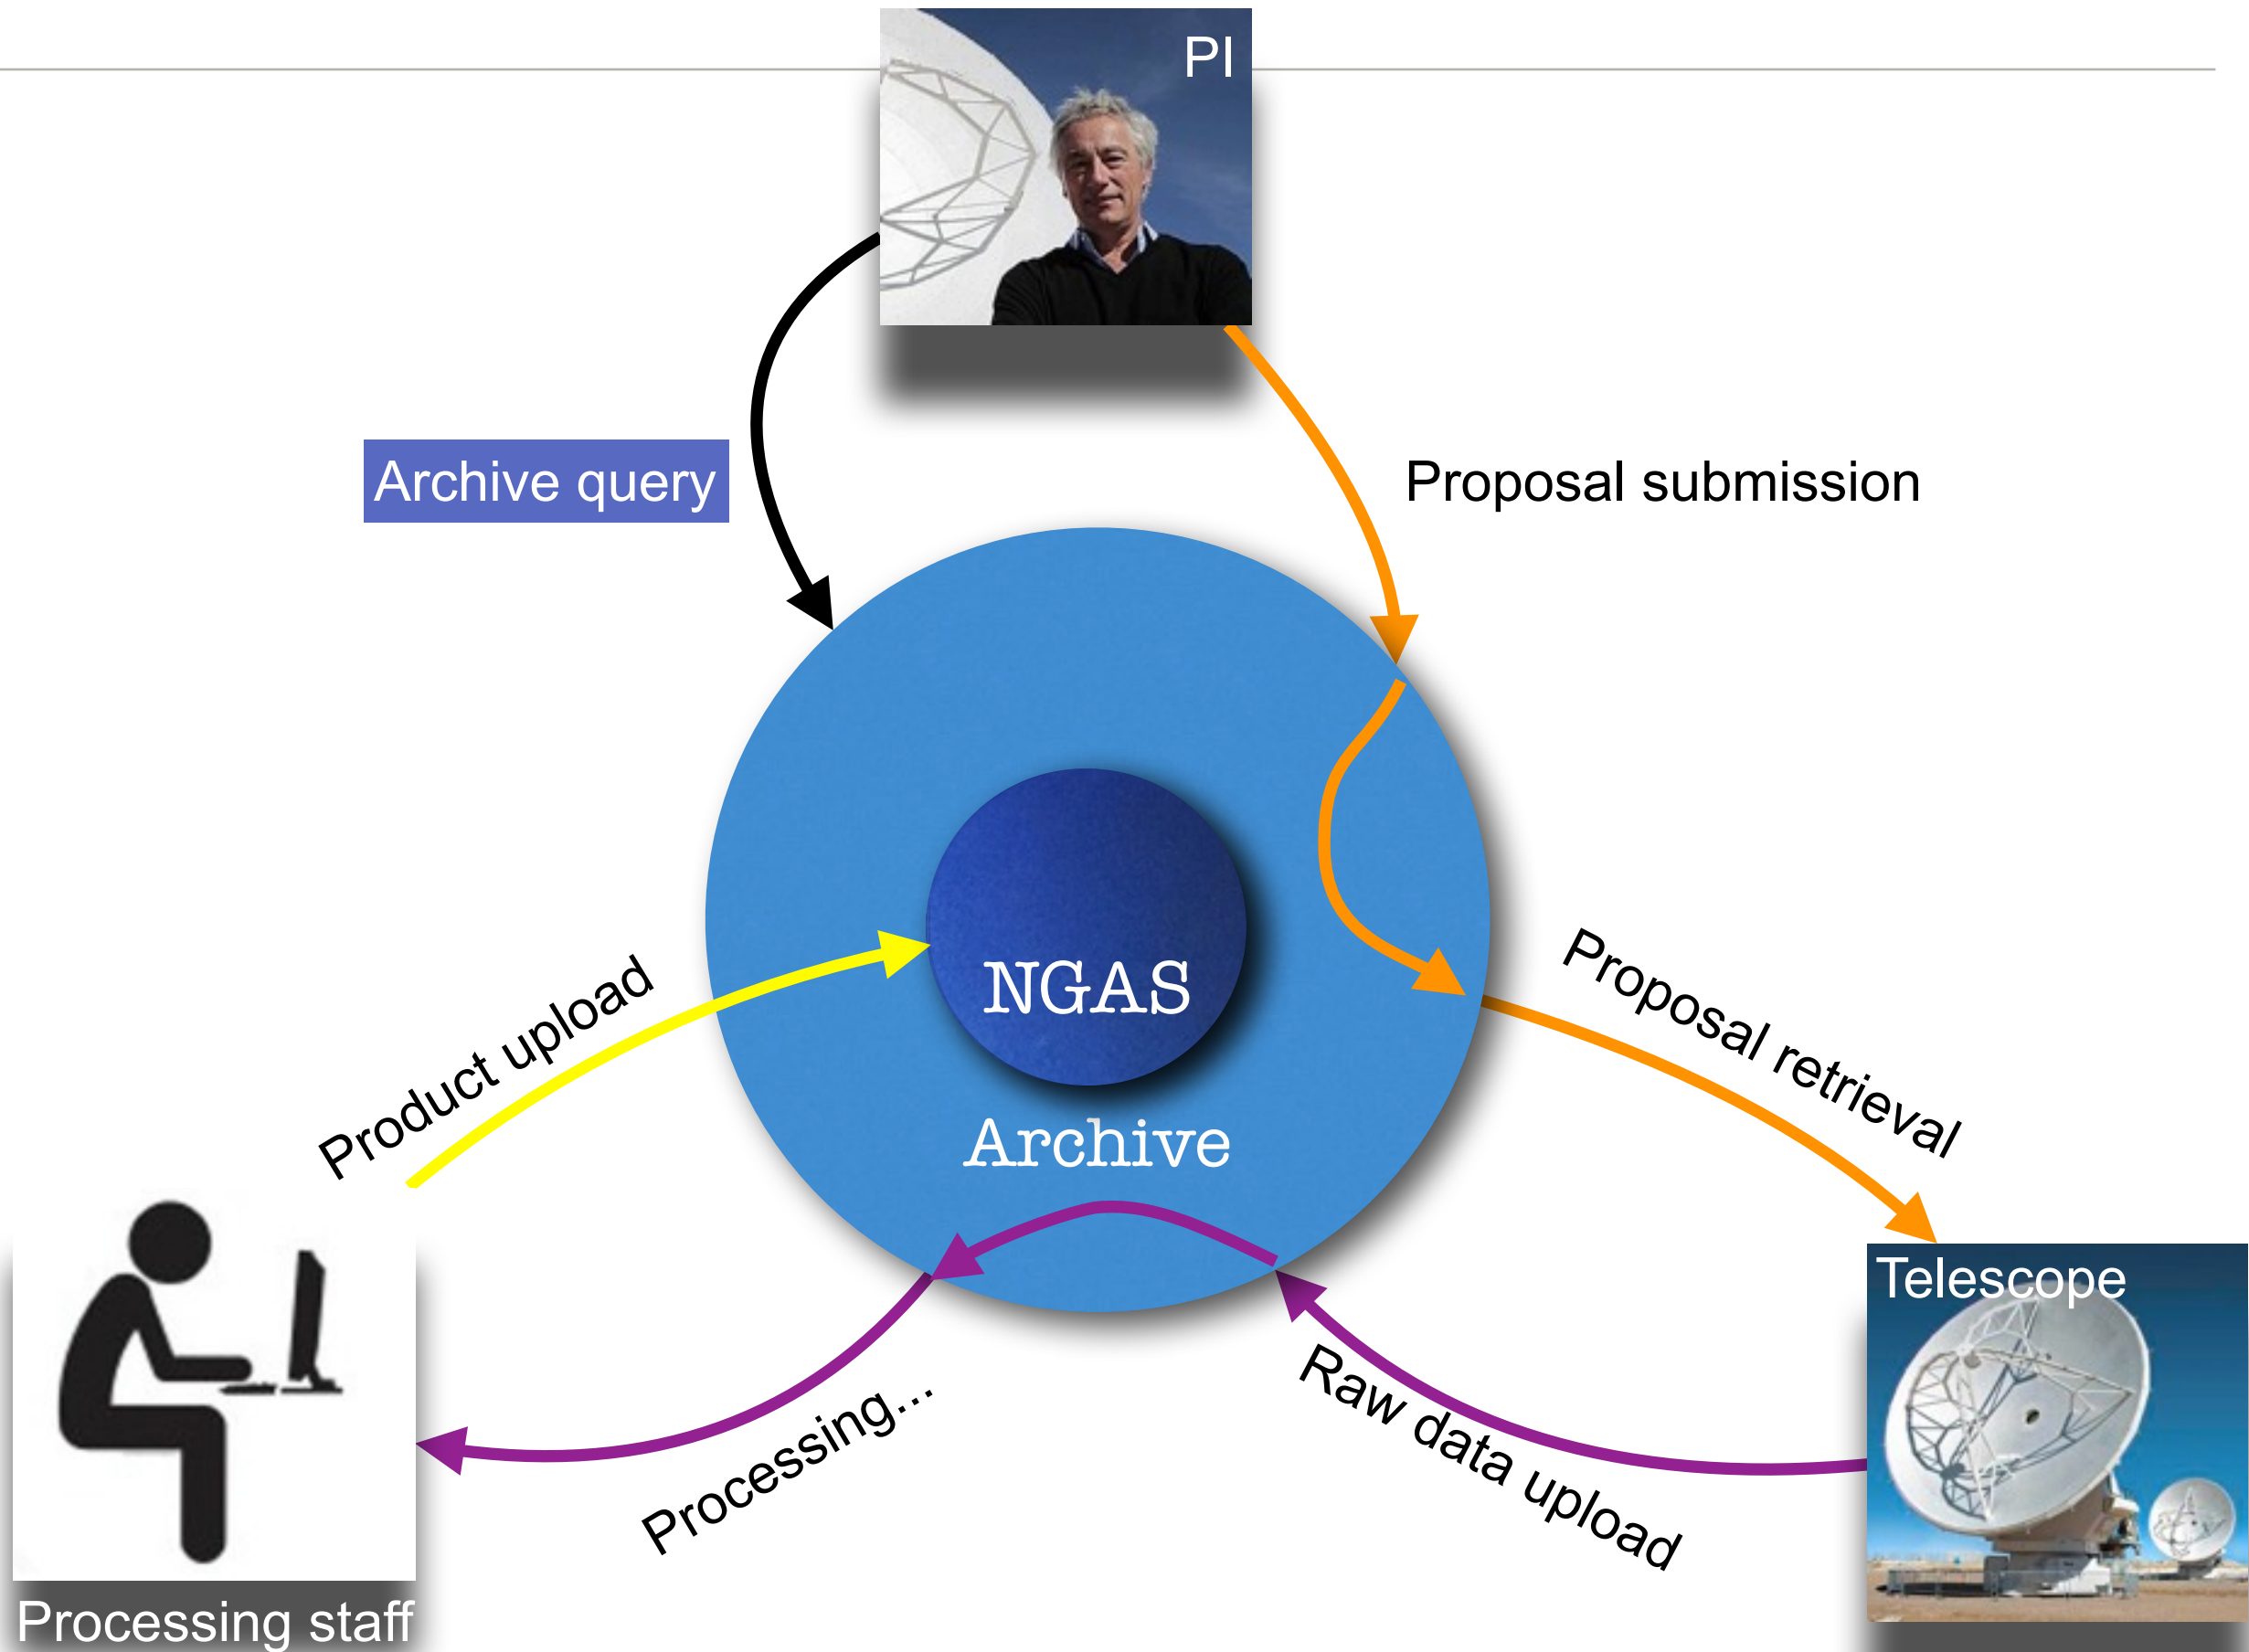 PI
Archive query
Proposal submission
Proposal retrieval
Product upload
NGAS
Archive
Telescope
Raw data upload
Processing...
Processing staff